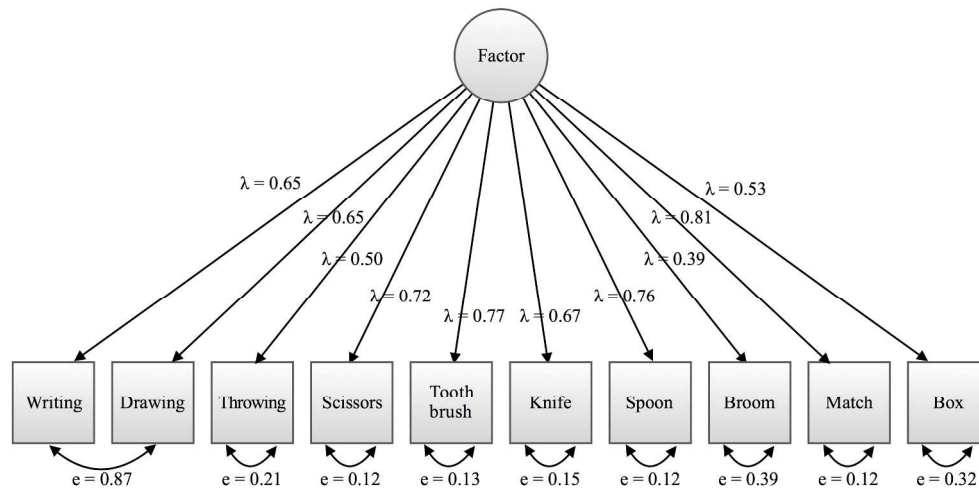 Factor
λ = 0.65
λ = 0.53
λ = 0.65
λ = 0.81
λ = 0.50
λ = 0.39
λ = 0.72
λ = 0.76
λ = 0.77
λ = 0.67
Writing
Drawing
Throwing
Scissors
Tooth
brush
Knife
Spoon
Broom
Match
Box
e = 0.87
e = 0.21
e = 0.12
e = 0.13
e = 0.15
e = 0.12
e = 0.39
e = 0.12
e = 0.32